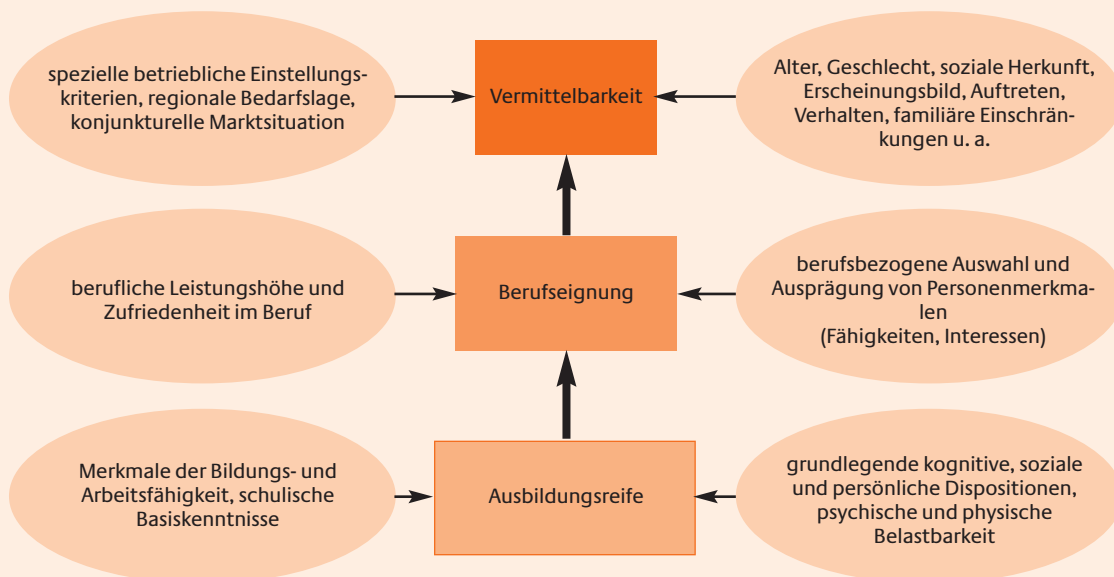 spezielle betriebliche Einstellungs-
kriterien, regionale Bedarfslage,
konjunkturelle Marktsituation
Vermittelbarkeit
Alter, Geschlecht, soziale Herkunft,
Erscheinungsbild, Auftreten,
Verhalten, familiäre Einschrän-
kungen u. a.
berufliche Leistungshöhe und
Zufriedenheit im Beruf
Berufseignung
berufsbezogene Auswahl und
Ausprägung von Personenmerkma-
len
(Fähigkeiten, Interessen)
Merkmale der Bildungs- und
Arbeitsfähigkeit, schulische
Basiskenntnisse
Ausbildungsreife
grundlegende kognitive, soziale
und persönliche Dispositionen,
psychische und physische
Belastbarkeit